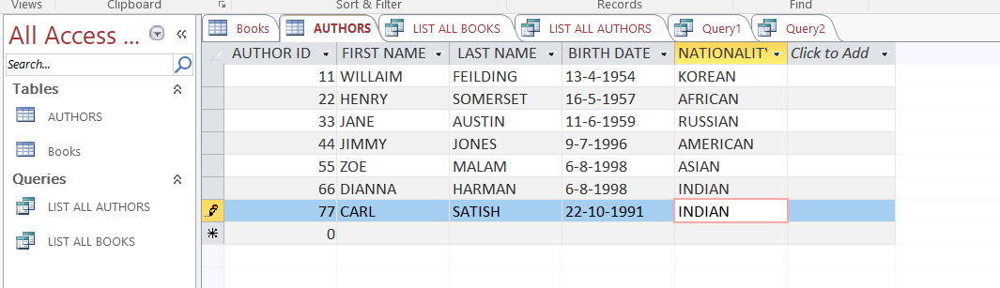 Views Clipboard Sort & Filter Records Find
All Access ...
Search...
Tables
AUTHORS
Books
Queries
LIST ALL AUTHORS
LIST ALL BOOKS
Books AUTHORS LIST ALL BOOKS LIST ALL AUTHORS Query1 Query2
AUTHOR ID FIRST NAME LAST NAME BIRTH DATE NATIONALITY Click to Add
11 WILLAIM FEILDING 13-4-1954 KOREAN
22 HENRY SOMERSET 16-5-1957 AFRICAN
33 JANE AUSTIN 11-6-1959 RUSSIAN
44 JIMMY JONES 9-7-1996 AMERICAN
55 ZOE MALAM 6-8-1998 ASIAN
66 DIANNA HARMAN 6-8-1998 INDIAN
77 CARL SATISH 22-10-1991 INDIAN
0